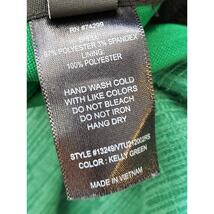 RN #74299
SHELL:
97% POLYESTER 3% SPANDEX
LINING:
100% POLYESTER
HAND WASH COLD
WITH LIKE COLORS
DO NOT BLEACH
DO NOT IRON
HANG DRY
COLOR : KELLY GREEN
MADE IN VIETNAM